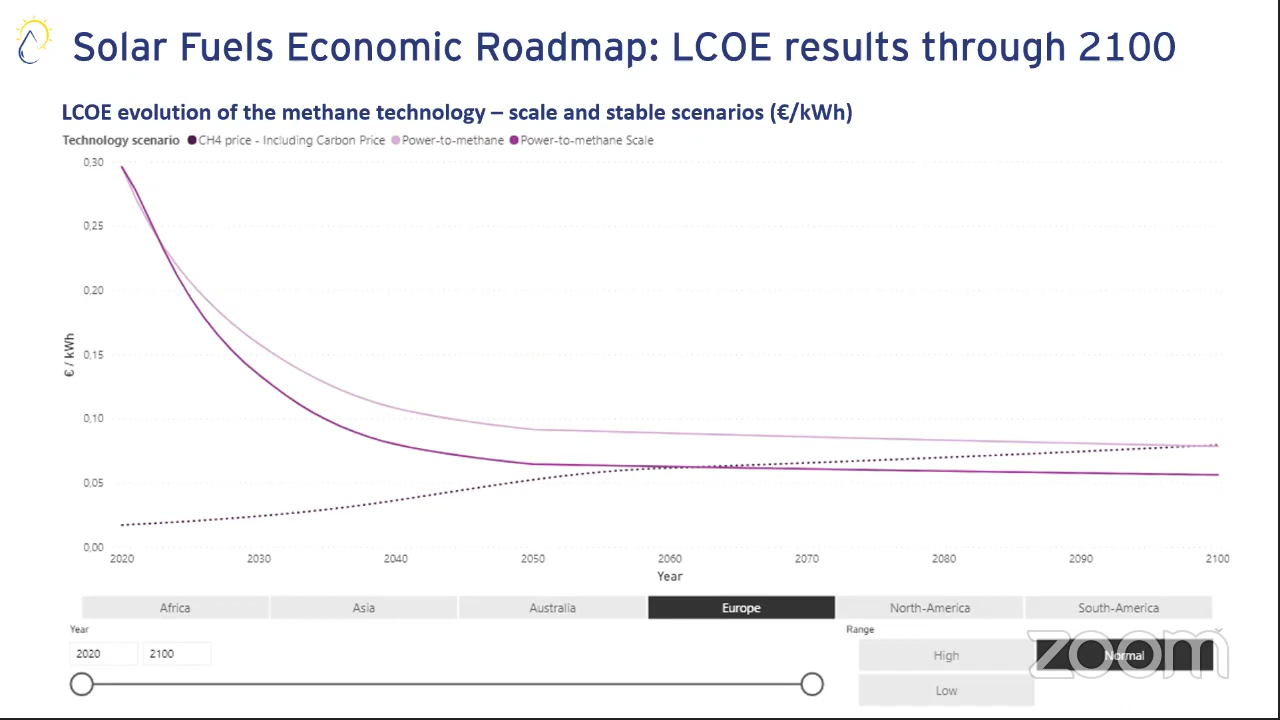 Solar Fuels Economic Roadmap: LCOE results through 2100
LCOE evolution of the methane technology – scale and stable scenarios (€/kWh)
Technology scenario CH4 price - Including Carbon Price Power-to-methane Power-to-methane Scale
0,30
0,25
0,20
0,15
0,10
0,05
0,00
€ / kWh
2020 2030 2040 2050 2060 2070 2080 2090 2100
Year
Africa Asia Australia Europe North-America South-America
Year
2020 2100
Range
High Normal
Low
zoom